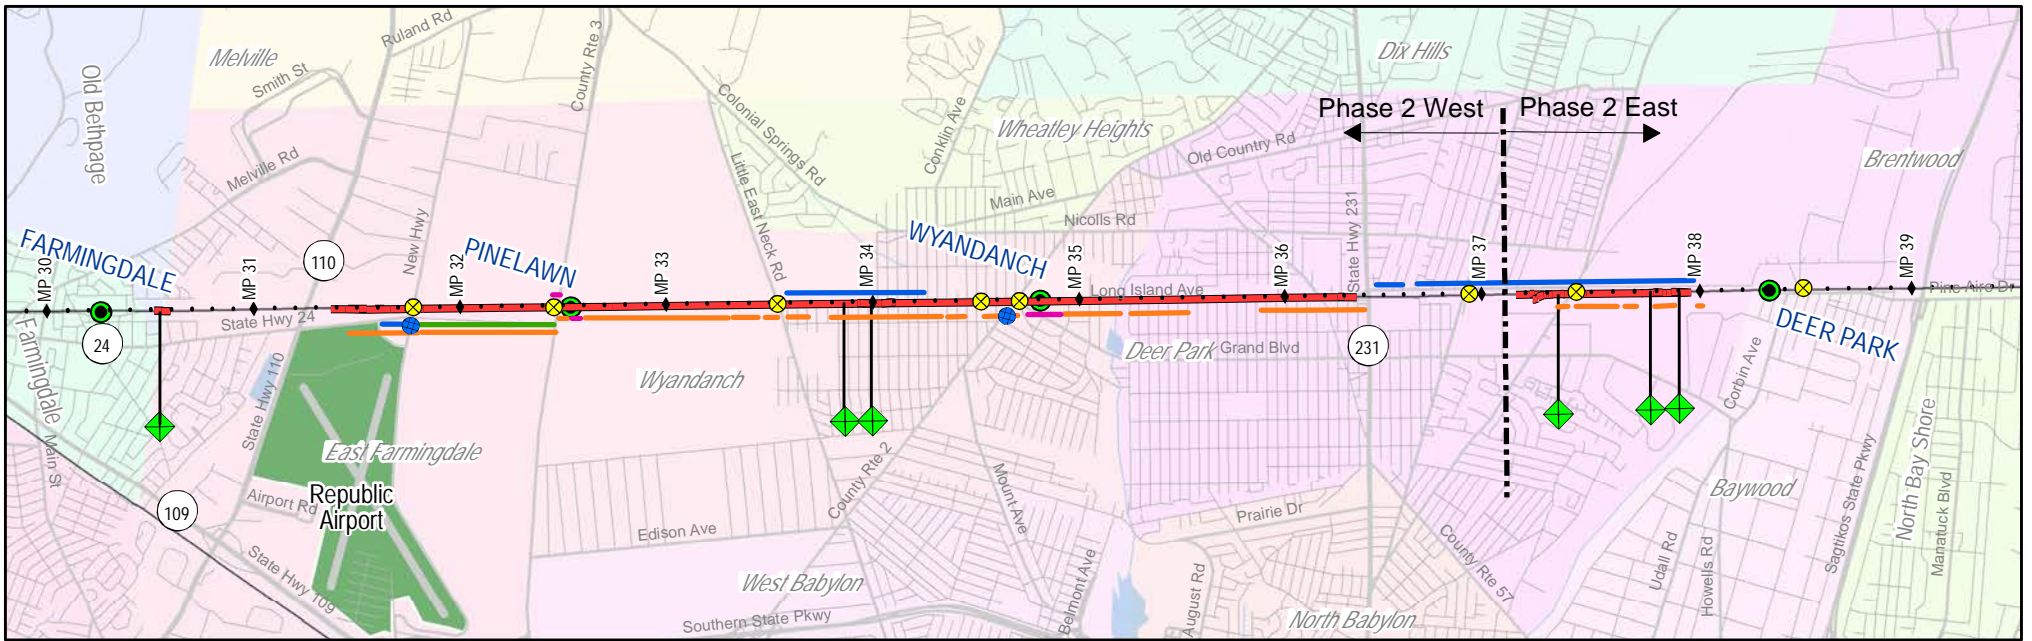 Melville
Ruland Rd
Smith St
Old Bethpage
Melville Rd
County Rte 3
Colonial Springs Rd
Conklin Ave
Wheatley Heights
Dix Hills
Phase 2 West
Phase 2 East
Old Country Rd
Brentwood
Main Ave
Nicolls Rd
State Hwy 231
Little East Neck Rd
New Hwy
FARMINGDALE
PINELAWN
WYANDANCH
DEER PARK
MP 30
MP 31
MP 32
MP 33
MP 34
MP 35
MP 36
MP 37
MP 38
MP 39
110
24
109
231
Long Island Ave
Pine Aire Dr
State Hwy 24
Farmingdale
Main St
State Hwy 110
East Farmingdale
Republic
Airport
Airport Rd
State Hwy 109
Wyandanch
Deer Park
Grand Blvd
Corbin Ave
County Rte 2
Mount Ave
Edison Ave
West Babylon
Southern State Pkwy
Belmont Ave
August Rd
Prairie Dr
North Babylon
County Rte 57
Udall Rd
Howells Rd
Baywood
Sagtikos State Pkwy
North Bay Shore
Manatuck Blvd